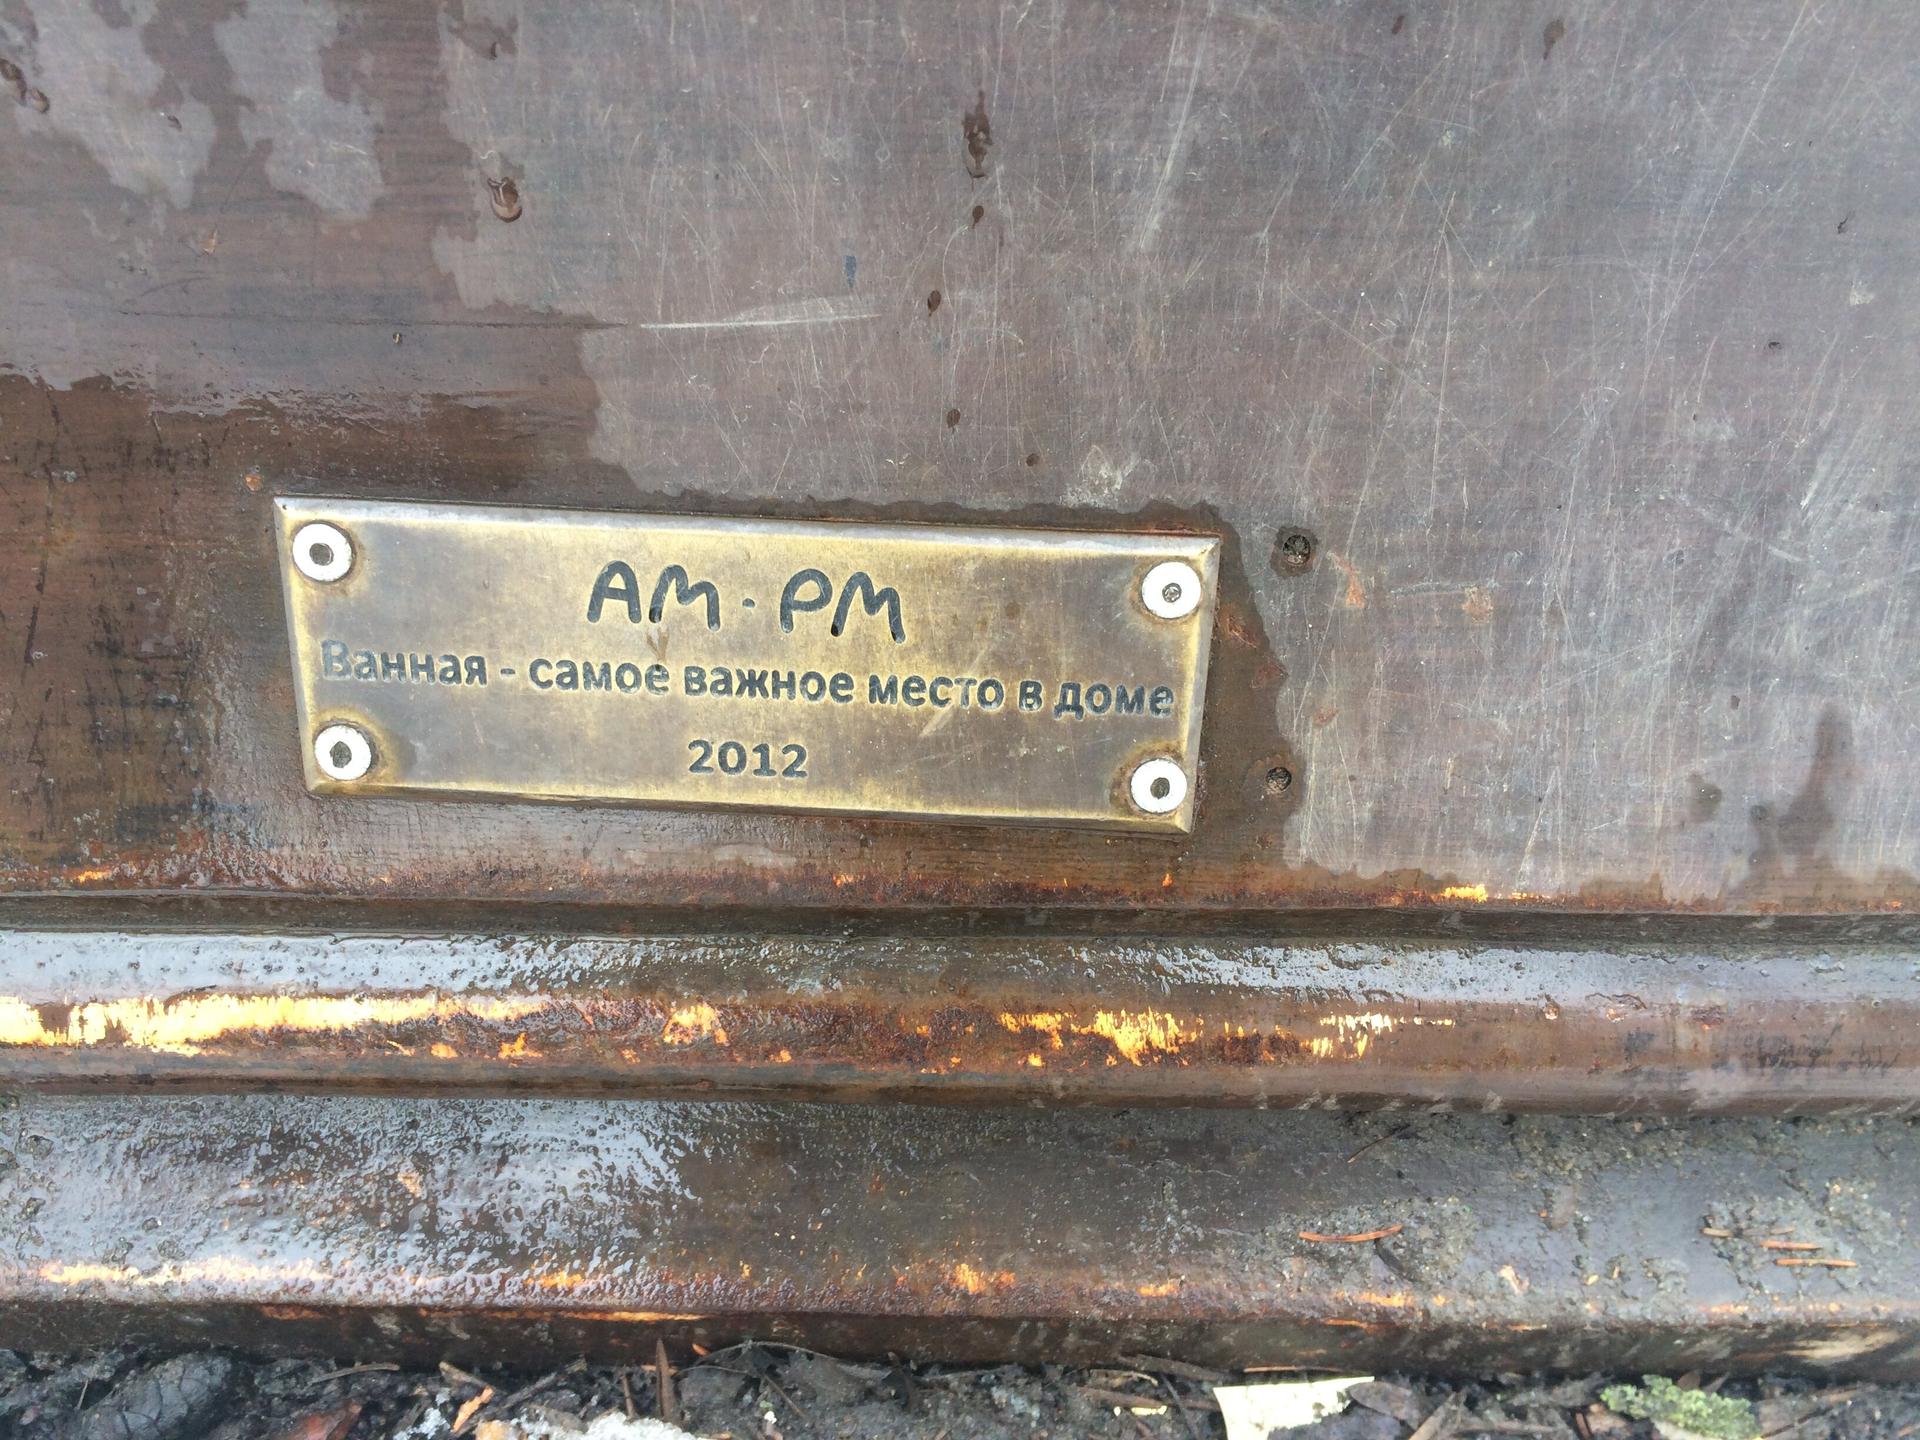 AM·PM
Ванная - самое важное место в доме
2012